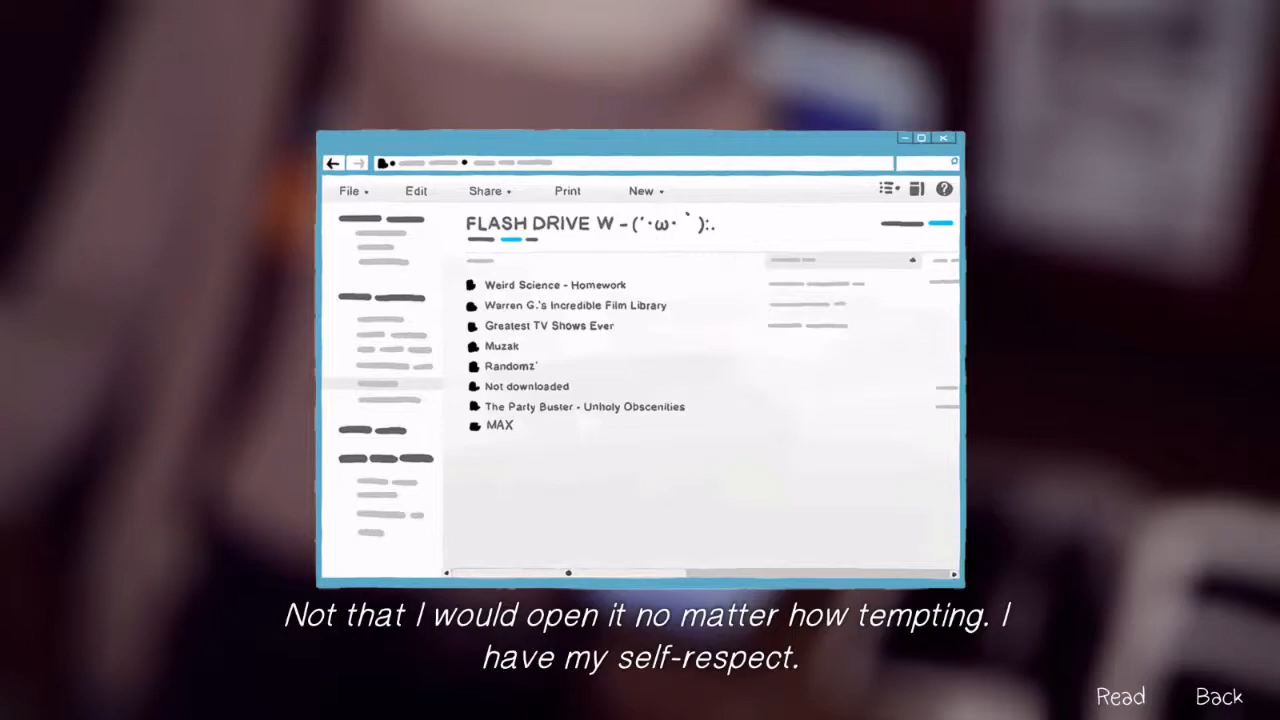 File Edit Share Print New
FLASH DRIVE W - (´·ω·`):.
Weird Science - Homework
Warren G.'s Incredible Film Library
Greatest TV Shows Ever
Muzak
Randomz'
Not downloaded
The Party Buster - Unholy Obscenities
MAX
Not that I would open it no matter how tempting. I
have my self-respect.
Read Back